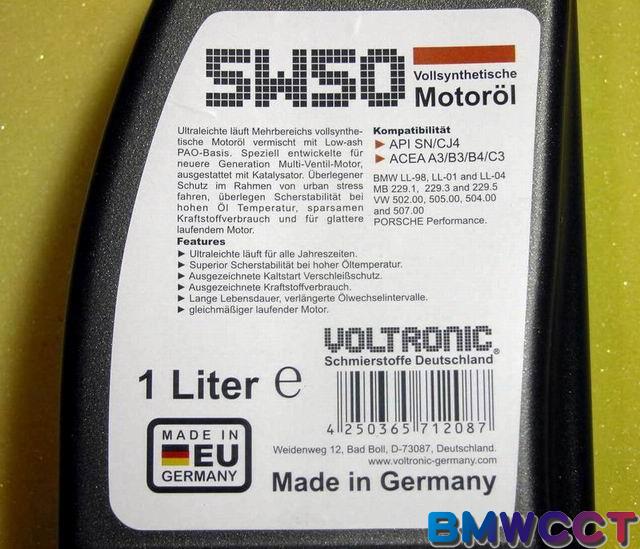 5W50
Vollsynthetische
Motoröl
Ultraleichte läuft Mehrbereichs vollsynthe-
tische Motoröl vermischt mit Low-ash
PAO-Basis. Speziell entwickelte für
neuere Generation Multi-Ventil-Motor,
ausgestattet mit Katalysator. Überlegener
Schutz im Rahmen von urban stress
fahren, überlegen Scherstabilität bei
hohen Öl Temperatur, sparsamen
Kraftstoffverbrauch und für glattere
laufendem Motor.
Kompatibilität
► API SN/CJ4
► ACEA A3/B3/B4/C3
BMW LL-98, LL-01 and LL-04
MB 229.1, 229.3 and 229.5
VW 502.00, 505.00, 504.00
and 507.00
PORSCHE Performance.
Features
► Ultraleichte läuft für alle Jahreszeiten.
► Superior Scherstabilität bei hoher Öltemperatur.
► Ausgezeichnete Kaltstart Verschleißschutz.
► Ausgezeichnete Kraftstoffverbrauch.
► Lange Lebensdauer, verlängerte Ölwechselintervalle.
► gleichmäßiger laufender Motor.
VOLTRONIC®
Schmierstoffe Deutschland
1 Liter ℮
4 250365 712087
MADE IN
EU
GERMANY
Weidenweg 12, Bad Boll, D-73087, Deutschland.
www.voltronic-germany.com
Made in Germany
BMWCCT